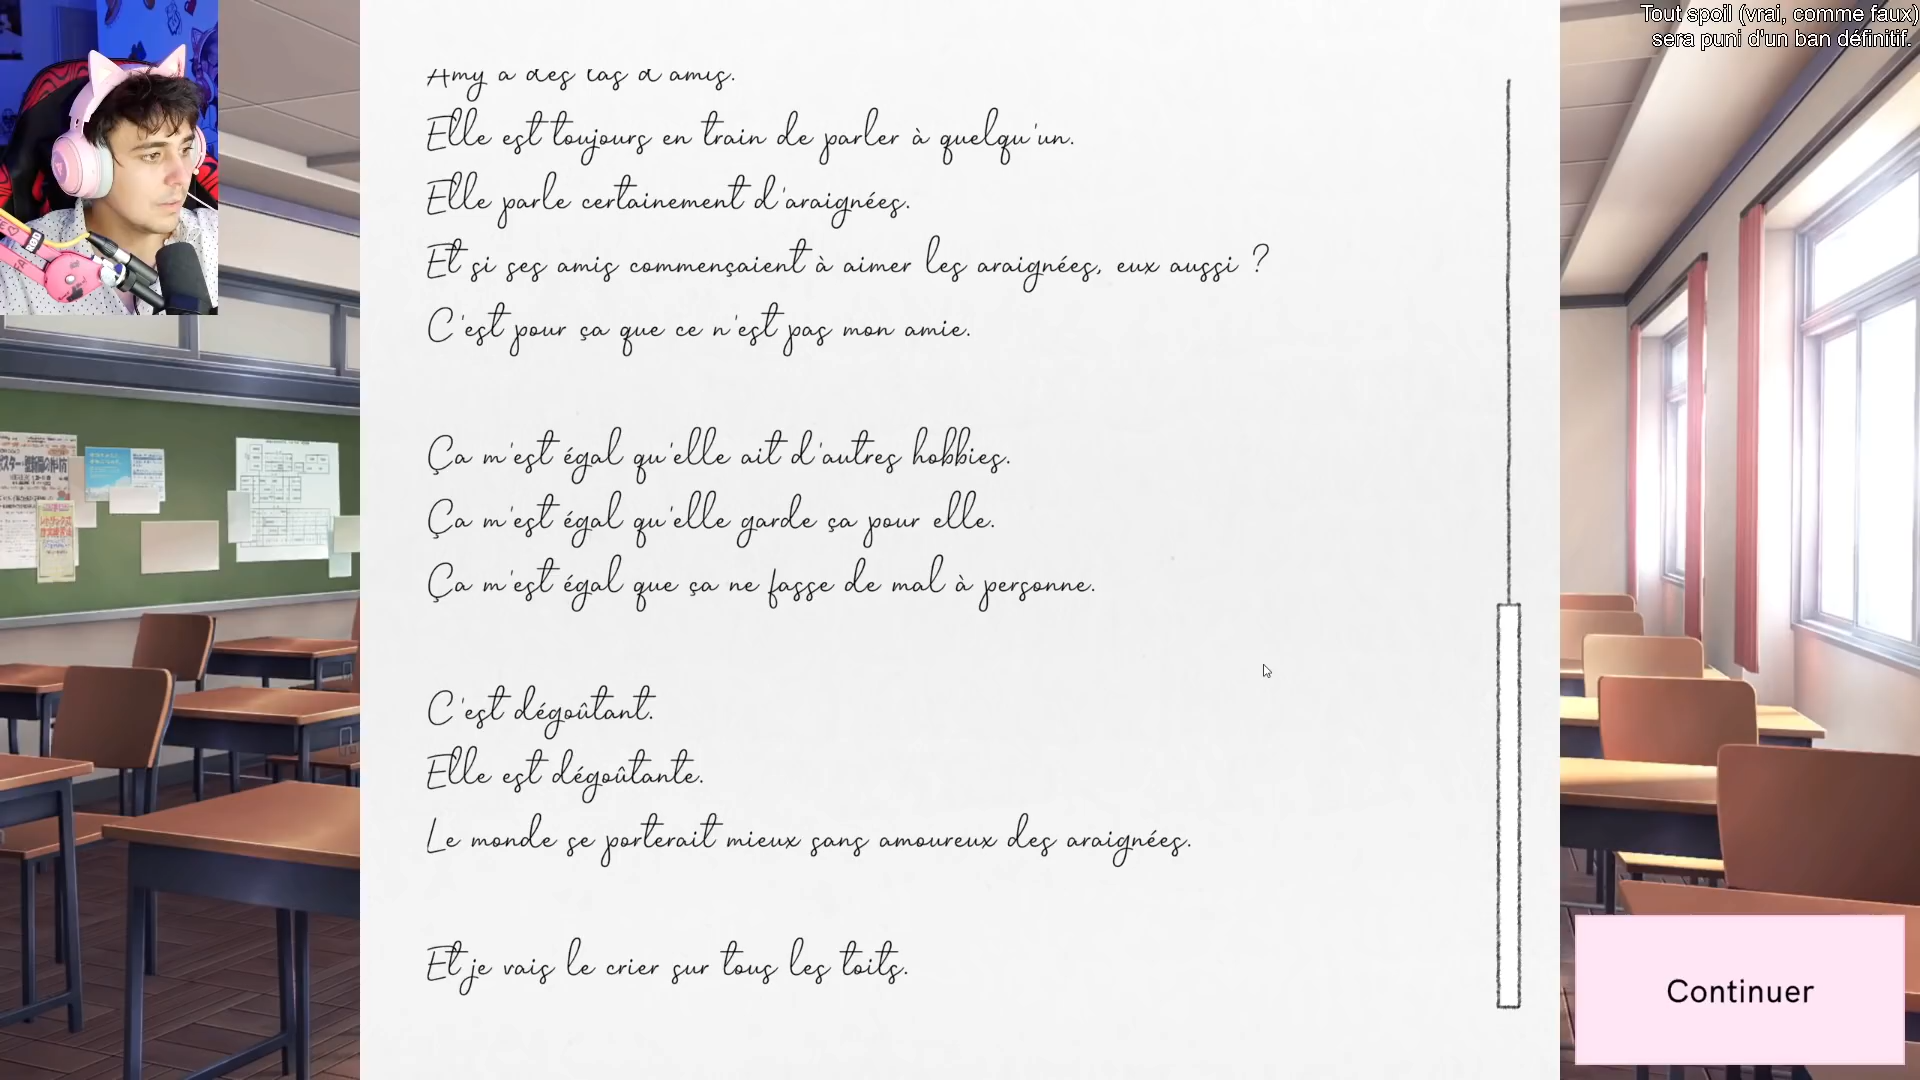 Tout spoil (vrai, comme faux)
sera puni d'un ban définitif.
Amy a des tas d'amis.
Elle est toujours en train de parler à quelqu'un.
Elle parle certainement d'araignées.
Et si ses amis commençaient à aimer les araignées, eux aussi ?
C'est pour ça que ce n'est pas mon amie.
Ça m'est égal qu'elle ait d'autres hobbies.
Ça m'est égal qu'elle garde ça pour elle.
Ça m'est égal que ça ne fasse de mal à personne.
C'est dégoûtant.
Elle est dégoûtante.
Le monde se porterait mieux sans amoureux des araignées.
Et je vais le crier sur tous les toits.
Continuer